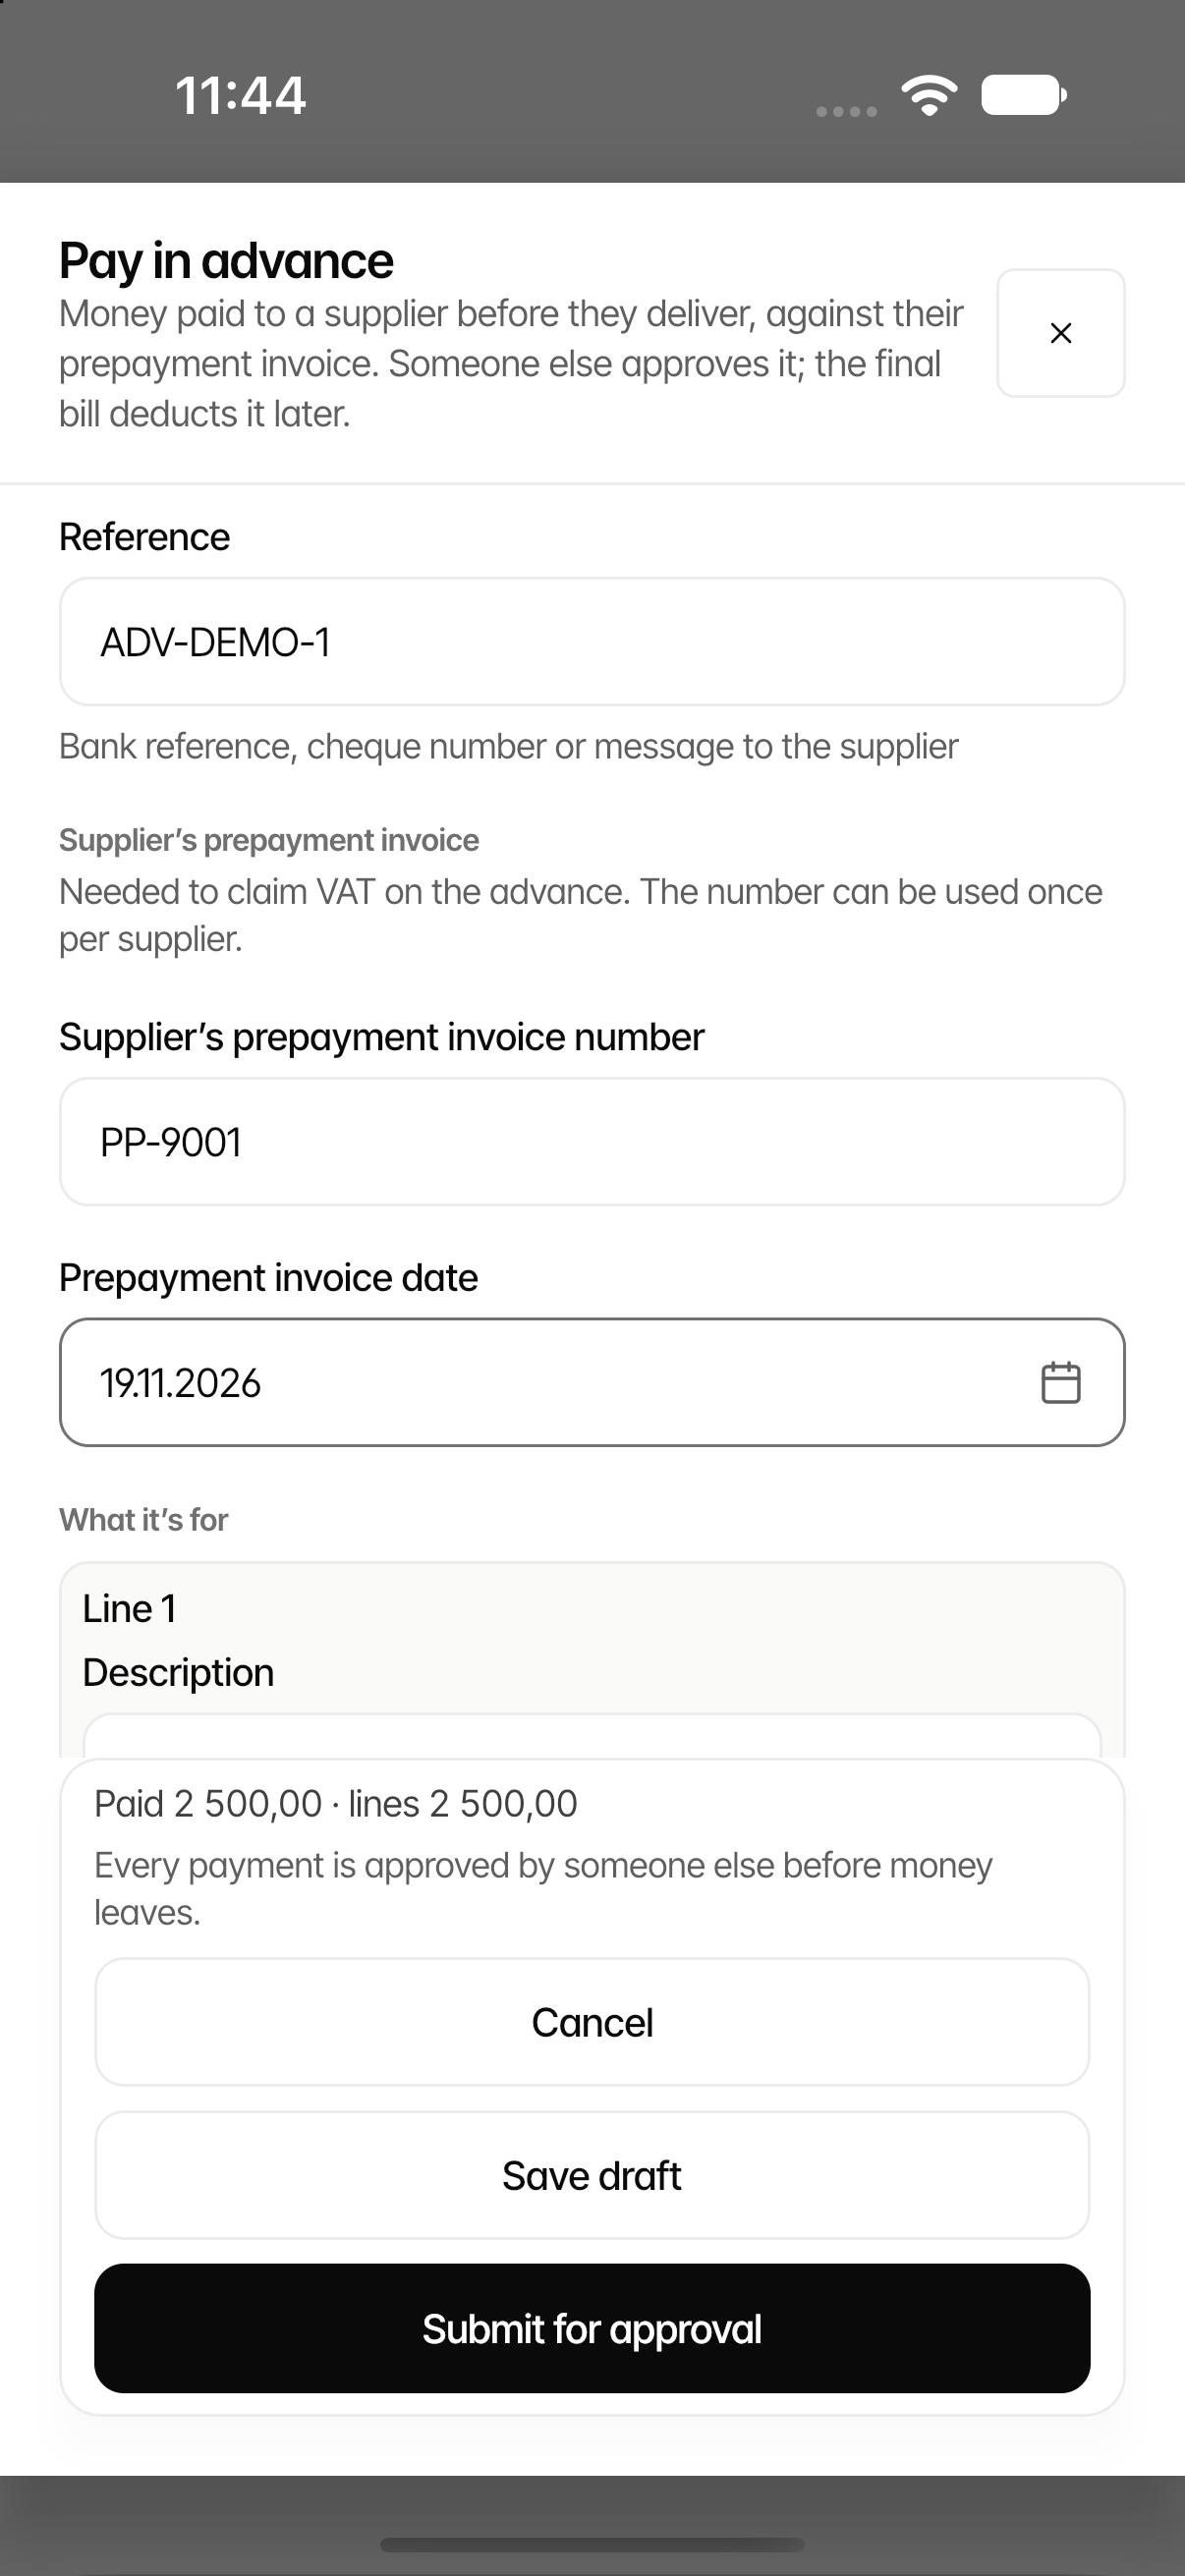 11:44
Pay in advance
Money paid to a supplier before they deliver, against their
prepayment invoice. Someone else approves it; the final
bill deducts it later.
Reference
ADV-DEMO-1
Bank reference, cheque number or message to the supplier
Supplier’s prepayment invoice
Needed to claim VAT on the advance. The number can be used once
per supplier.
Supplier’s prepayment invoice number
PP-9001
Prepayment invoice date
19.11.2026
What it’s for
Line 1
Description
Paid 2 500,00 · lines 2 500,00
Every payment is approved by someone else before money
leaves.
Cancel
Save draft
Submit for approval